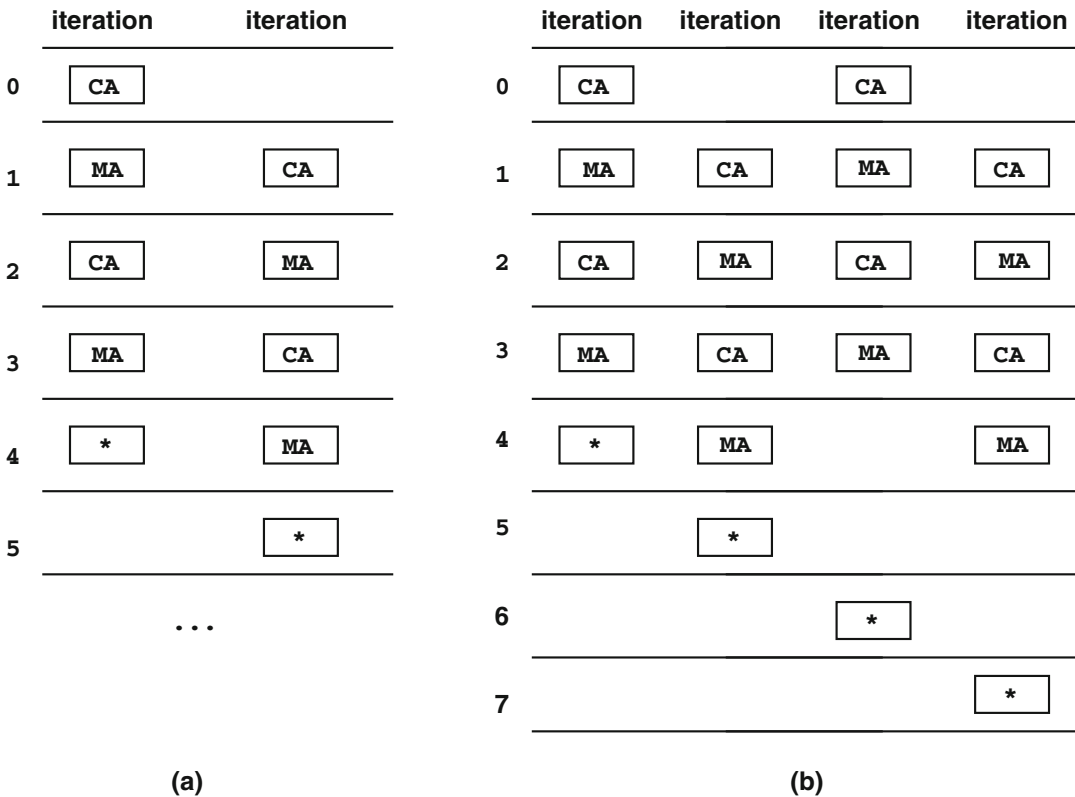 iteration iteration
0 CA
1 MA CA
2 CA MA
3 MA CA
4 * MA
5 *
...
(a)
iteration iteration iteration iteration
0 CA CA
1 MA CA MA CA
2 CA MA CA MA
3 MA CA MA CA
4 * MA MA
5 *
6 *
7 *
(b)